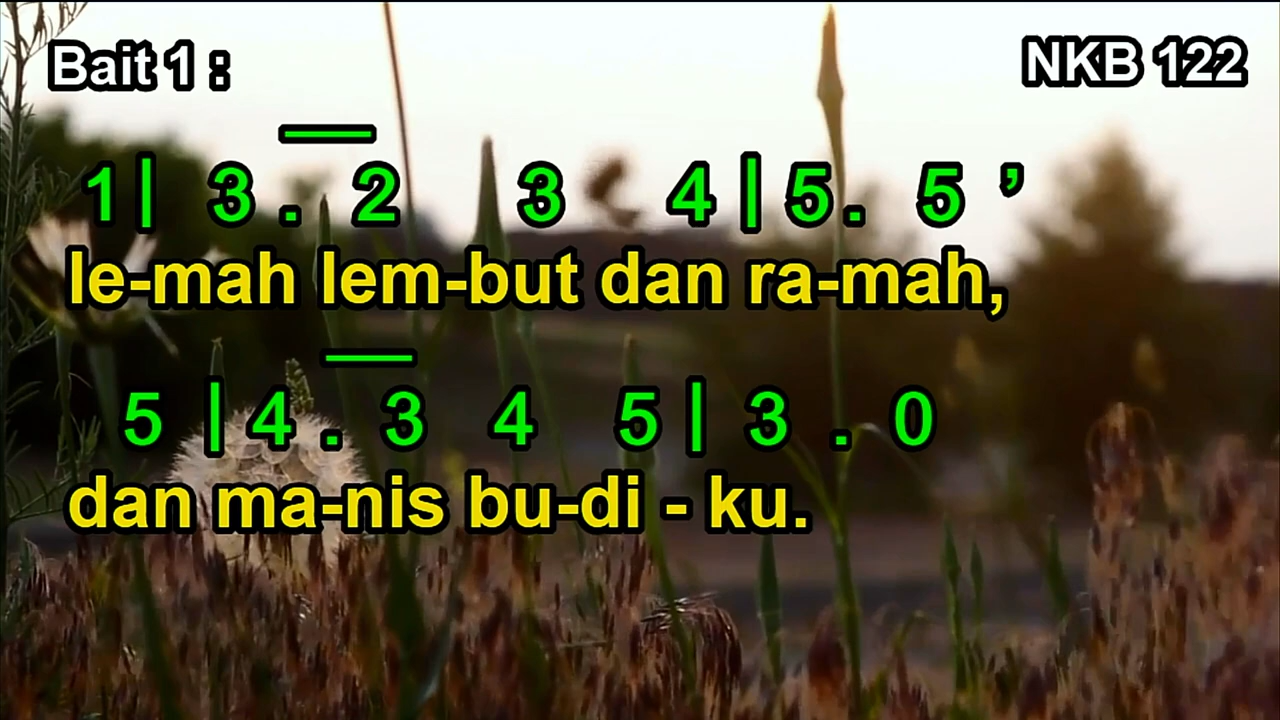 Bait 1 :
NKB 122
1| 3 . 2 3 4 | 5 . 5 ’
le-mah lem-but dan ra-mah,
5 | 4 . 3 4 5 | 3 . 0
dan ma-nis bu-di - ku.